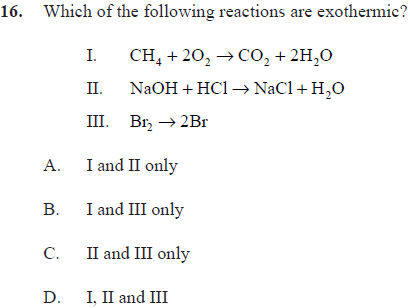 16. Which of the following reactions are exothermic?
I. CH₄ + 2O₂ → CO₂ + 2H₂O
II. NaOH + HCl → NaCl + H₂O
III. Br₂ → 2Br
A. I and II only
B. I and III only
C. II and III only
D. I, II and III